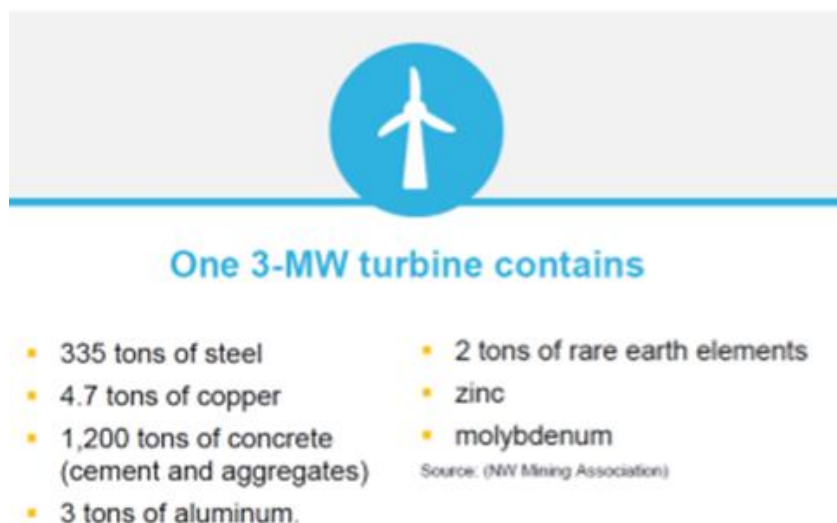 One 3-MW turbine contains
335 tons of steel
4.7 tons of copper
1,200 tons of concrete
(cement and aggregates)
3 tons of aluminum.
2 tons of rare earth elements
zinc
molybdenum
Source: (NW Mining Association)